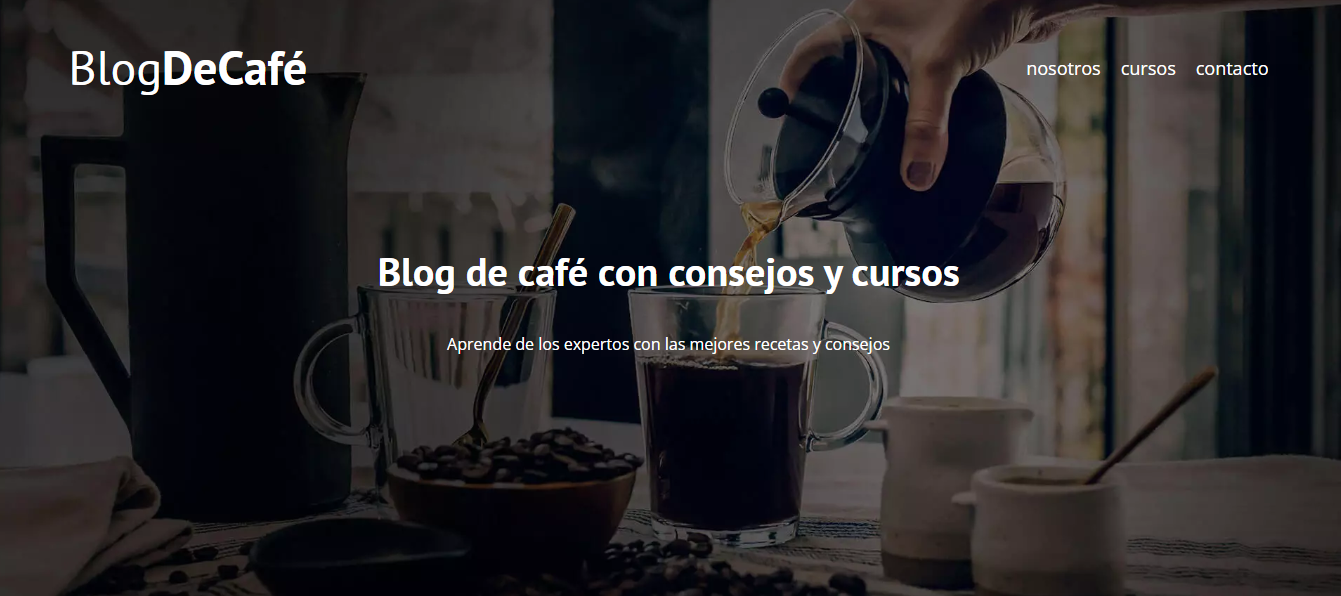 BlogDeCafé
nosotros cursos contacto
Blog de café con consejos y cursos
Aprende de los expertos con las mejores recetas y consejos